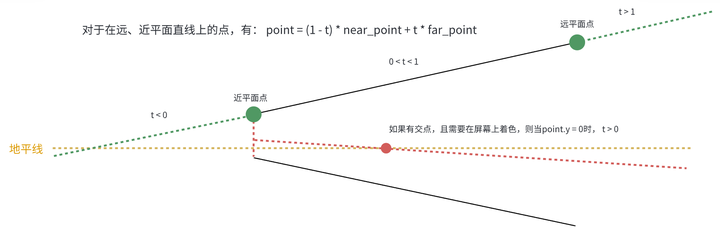 t > 1
远平面点
对于在远、近平面直线上的点，有： point = (1 - t) * near_point + t * far_point
0 < t < 1
近平面点
t < 0
如果有交点，且需要在屏幕上着色，则当point.y = 0时， t > 0
地平线